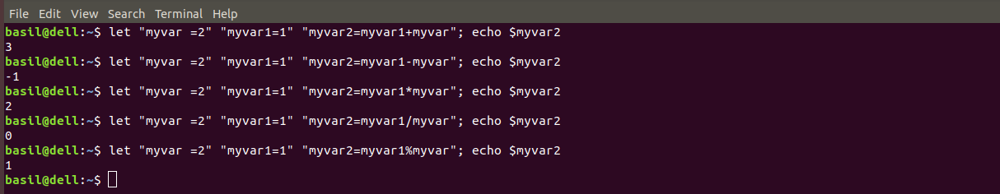 File Edit View Search Terminal Help
basil@dell:~$ let "myvar =2" "myvar1=1" "myvar2=myvar1+myvar"; echo $myvar2
3
basil@dell:~$ let "myvar =2" "myvar1=1" "myvar2=myvar1-myvar"; echo $myvar2
-1
basil@dell:~$ let "myvar =2" "myvar1=1" "myvar2=myvar1*myvar"; echo $myvar2
2
basil@dell:~$ let "myvar =2" "myvar1=1" "myvar2=myvar1/myvar"; echo $myvar2
0
basil@dell:~$ let "myvar =2" "myvar1=1" "myvar2=myvar1%myvar"; echo $myvar2
1
basil@dell:~$